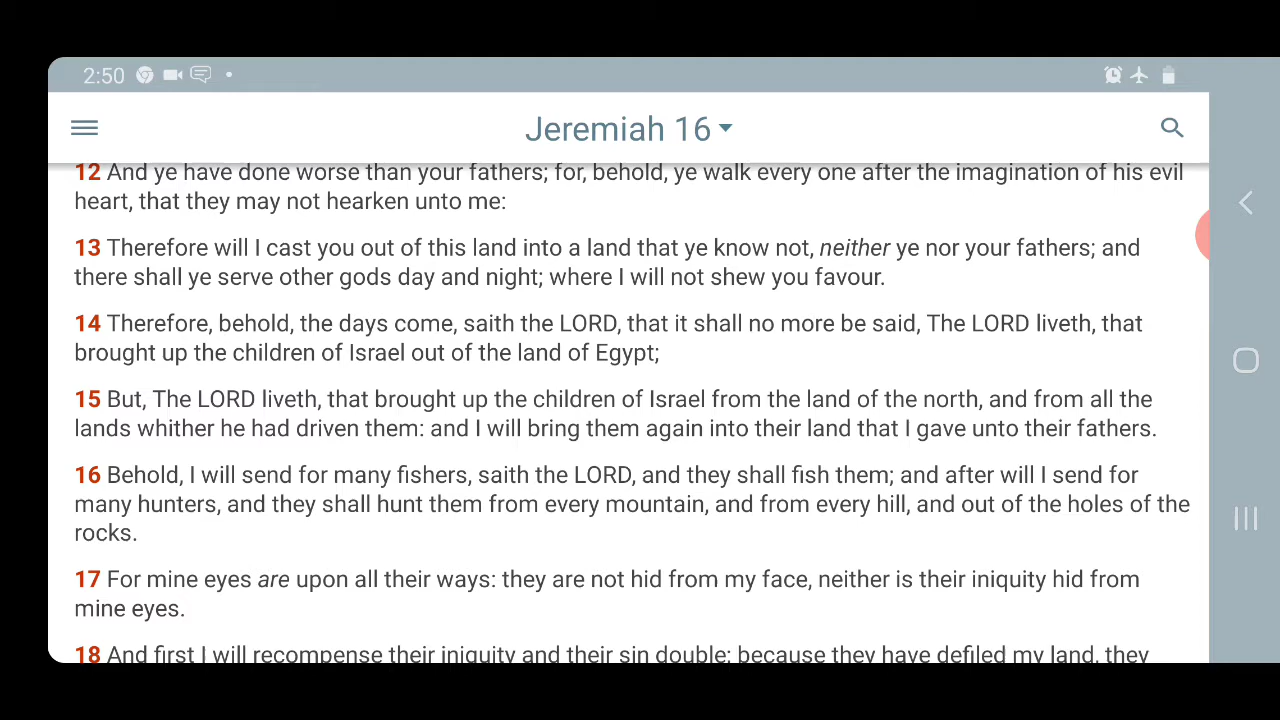 2:50
Jeremiah 16
12 And ye have done worse than your fathers; for, behold, ye walk every one after the imagination of his evil
heart, that they may not hearken unto me:
13 Therefore will I cast you out of this land into a land that ye know not, neither ye nor your fathers; and
there shall ye serve other gods day and night; where I will not shew you favour.
14 Therefore, behold, the days come, saith the LORD, that it shall no more be said, The LORD liveth, that
brought up the children of Israel out of the land of Egypt;
15 But, The LORD liveth, that brought up the children of Israel from the land of the north, and from all the
lands whither he had driven them: and I will bring them again into their land that I gave unto their fathers.
16 Behold, I will send for many fishers, saith the LORD, and they shall fish them; and after will I send for
many hunters, and they shall hunt them from every mountain, and from every hill, and out of the holes of the
rocks.
17 For mine eyes are upon all their ways: they are not hid from my face, neither is their iniquity hid from
mine eyes.
18 And first I will recompense their iniquity and their sin double; because they have defiled my land, they